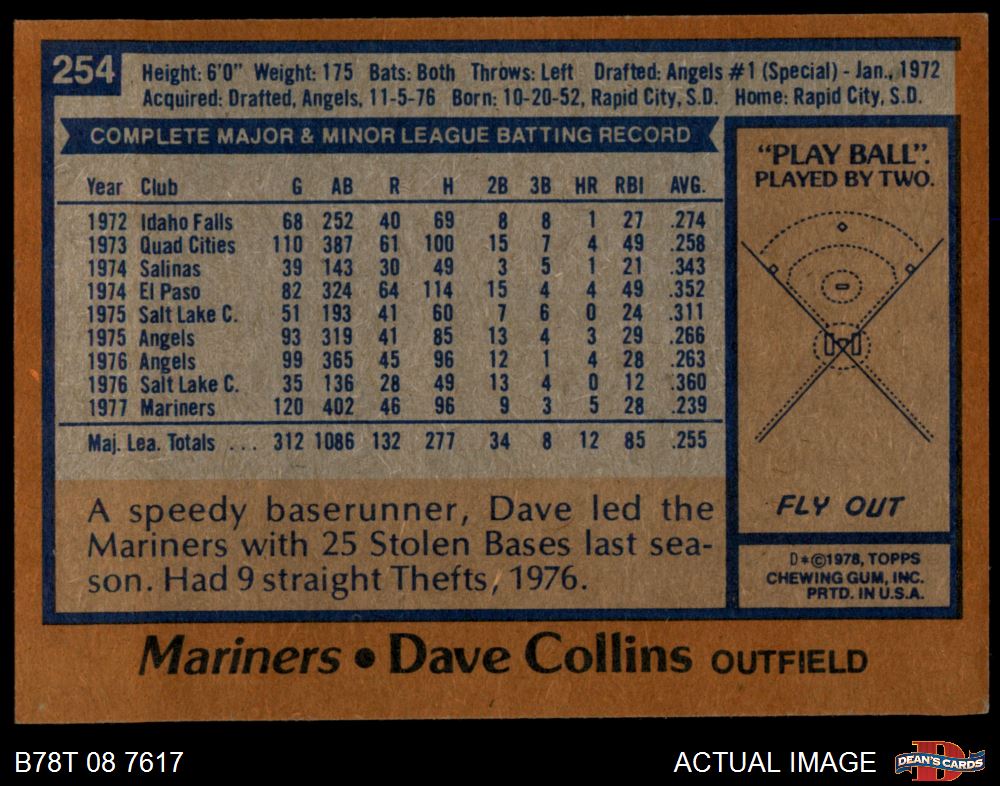 254
Height: 6'0" Weight: 175 Bats: Both Throws: Left Drafted: Angels #1 (Special) - Jan., 1972
Acquired: Drafted, Angels, 11-5-76 Born: 10-20-52, Rapid City, S.D. Home: Rapid City, S.D.
COMPLETE MAJOR & MINOR LEAGUE BATTING RECORD
Year Club G AB R H 2B 3B HR RBI AVG.
1972 Idaho Falls 68 252 40 69 8 8 1 27 .274
1973 Quad Cities 110 387 61 100 15 7 4 49 .258
1974 Salinas 39 143 30 49 3 5 1 21 .343
1974 El Paso 82 324 64 114 15 4 4 49 .352
1975 Salt Lake C. 51 193 41 60 7 6 0 24 .311
1975 Angels 93 319 41 85 13 4 3 29 .266
1976 Angels 99 365 45 96 12 1 4 28 .263
1976 Salt Lake C. 35 136 28 49 13 4 0 12 .360
1977 Mariners 120 402 46 96 9 3 5 28 .239
Maj. Lea. Totals . . . 312 1086 132 277 34 8 12 85 .255
A speedy baserunner, Dave led the
Mariners with 25 Stolen Bases last sea-
son. Had 9 straight Thefts, 1976.
"PLAY BALL".
PLAYED BY TWO.
FLY OUT
D*©1978, TOPPS
CHEWING GUM, INC.
PRTD. IN U.S.A.
Mariners • Dave Collins OUTFIELD
B78T 08 7617
ACTUAL IMAGE
D
DEAN'S CARDS